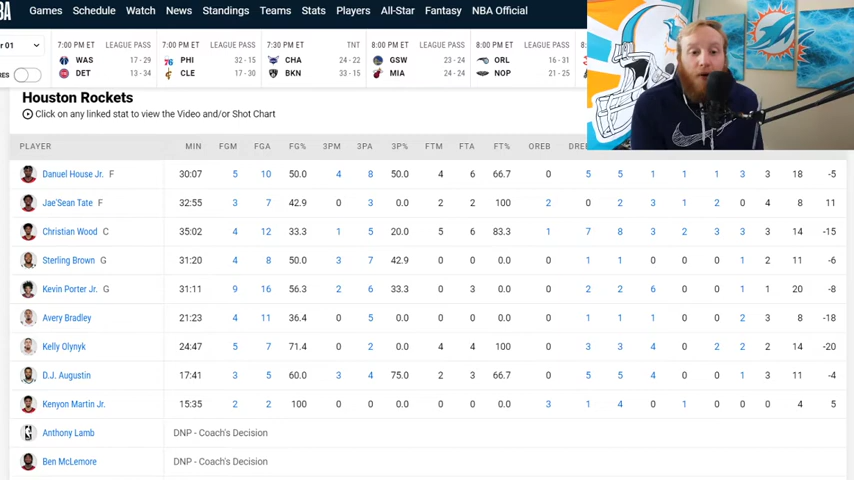 BA Games Schedule Watch News Standings Teams Stats Players All-Star Fantasy NBA Official
r 01 7:00 PM ET LEAGUE PASS 7:00 PM ET LEAGUE PASS 7:30 PM ET TNT 8:00 PM ET LEAGUE PASS 8:00 PM ET LEAGUE PASS 8:
WAS 17 - 29 PHI 32 - 15 CHA 24 - 22 GSW 23 - 24 ORL 16 - 31
RES DET 13 - 34 CLE 17 - 30 BKN 33 - 15 MIA 24 - 24 NOP 21 - 25
Houston Rockets
Click on any linked stat to view the Video and/or Shot Chart
PLAYER MIN FGM FGA FG% 3PM 3PA 3P% FTM FTA FT% OREB DREB
Danuel House Jr. F 30:07 5 10 50.0 4 8 50.0 4 6 66.7 0 5 5 1 1 1 3 3 18 -5
Jae'Sean Tate F 32:55 3 7 42.9 0 3 0.0 2 2 100 2 0 2 3 1 2 0 4 8 11
Christian Wood C 35:02 4 12 33.3 1 5 20.0 5 6 83.3 1 7 8 3 2 3 3 3 14 -15
Sterling Brown G 31:20 4 8 50.0 3 7 42.9 0 0 0.0 0 1 1 0 0 0 1 2 11 -6
Kevin Porter Jr. G 31:11 9 16 56.3 2 6 33.3 0 3 0.0 0 2 2 6 0 0 1 1 20 -8
Avery Bradley 21:23 4 11 36.4 0 5 0.0 0 0 0.0 0 1 1 1 0 0 2 3 8 -18
Kelly Olynyk 24:47 5 7 71.4 0 2 0.0 4 4 100 0 3 3 4 0 2 2 2 14 -20
D.J. Augustin 17:41 3 5 60.0 3 4 75.0 2 3 66.7 0 5 5 4 0 0 1 3 11 -4
Kenyon Martin Jr. 15:35 2 2 100 0 0 0.0 0 0 0.0 3 1 4 0 1 0 0 0 4 5
Anthony Lamb DNP - Coach's Decision
Ben McLemore DNP - Coach's Decision